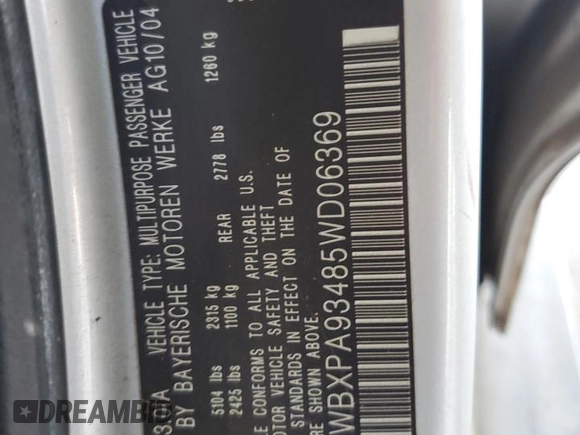 VEHICLE TYPE: MULTIPURPOSE PASSENGER VEHICLE
BY BAYERISCHE MOTOREN WERKE AG10/04
5104 lbs 2315 kg
2425 lbs 1100 kg REAR 2778 lbs 1260 kg
CONFORMS TO ALL APPLICABLE U.S.
MOTOR VEHICLE SAFETY AND THEFT
STANDARDS IN EFFECT ON THE DATE OF
ABOVE.
WBXPA93485WD06369
RideSafely